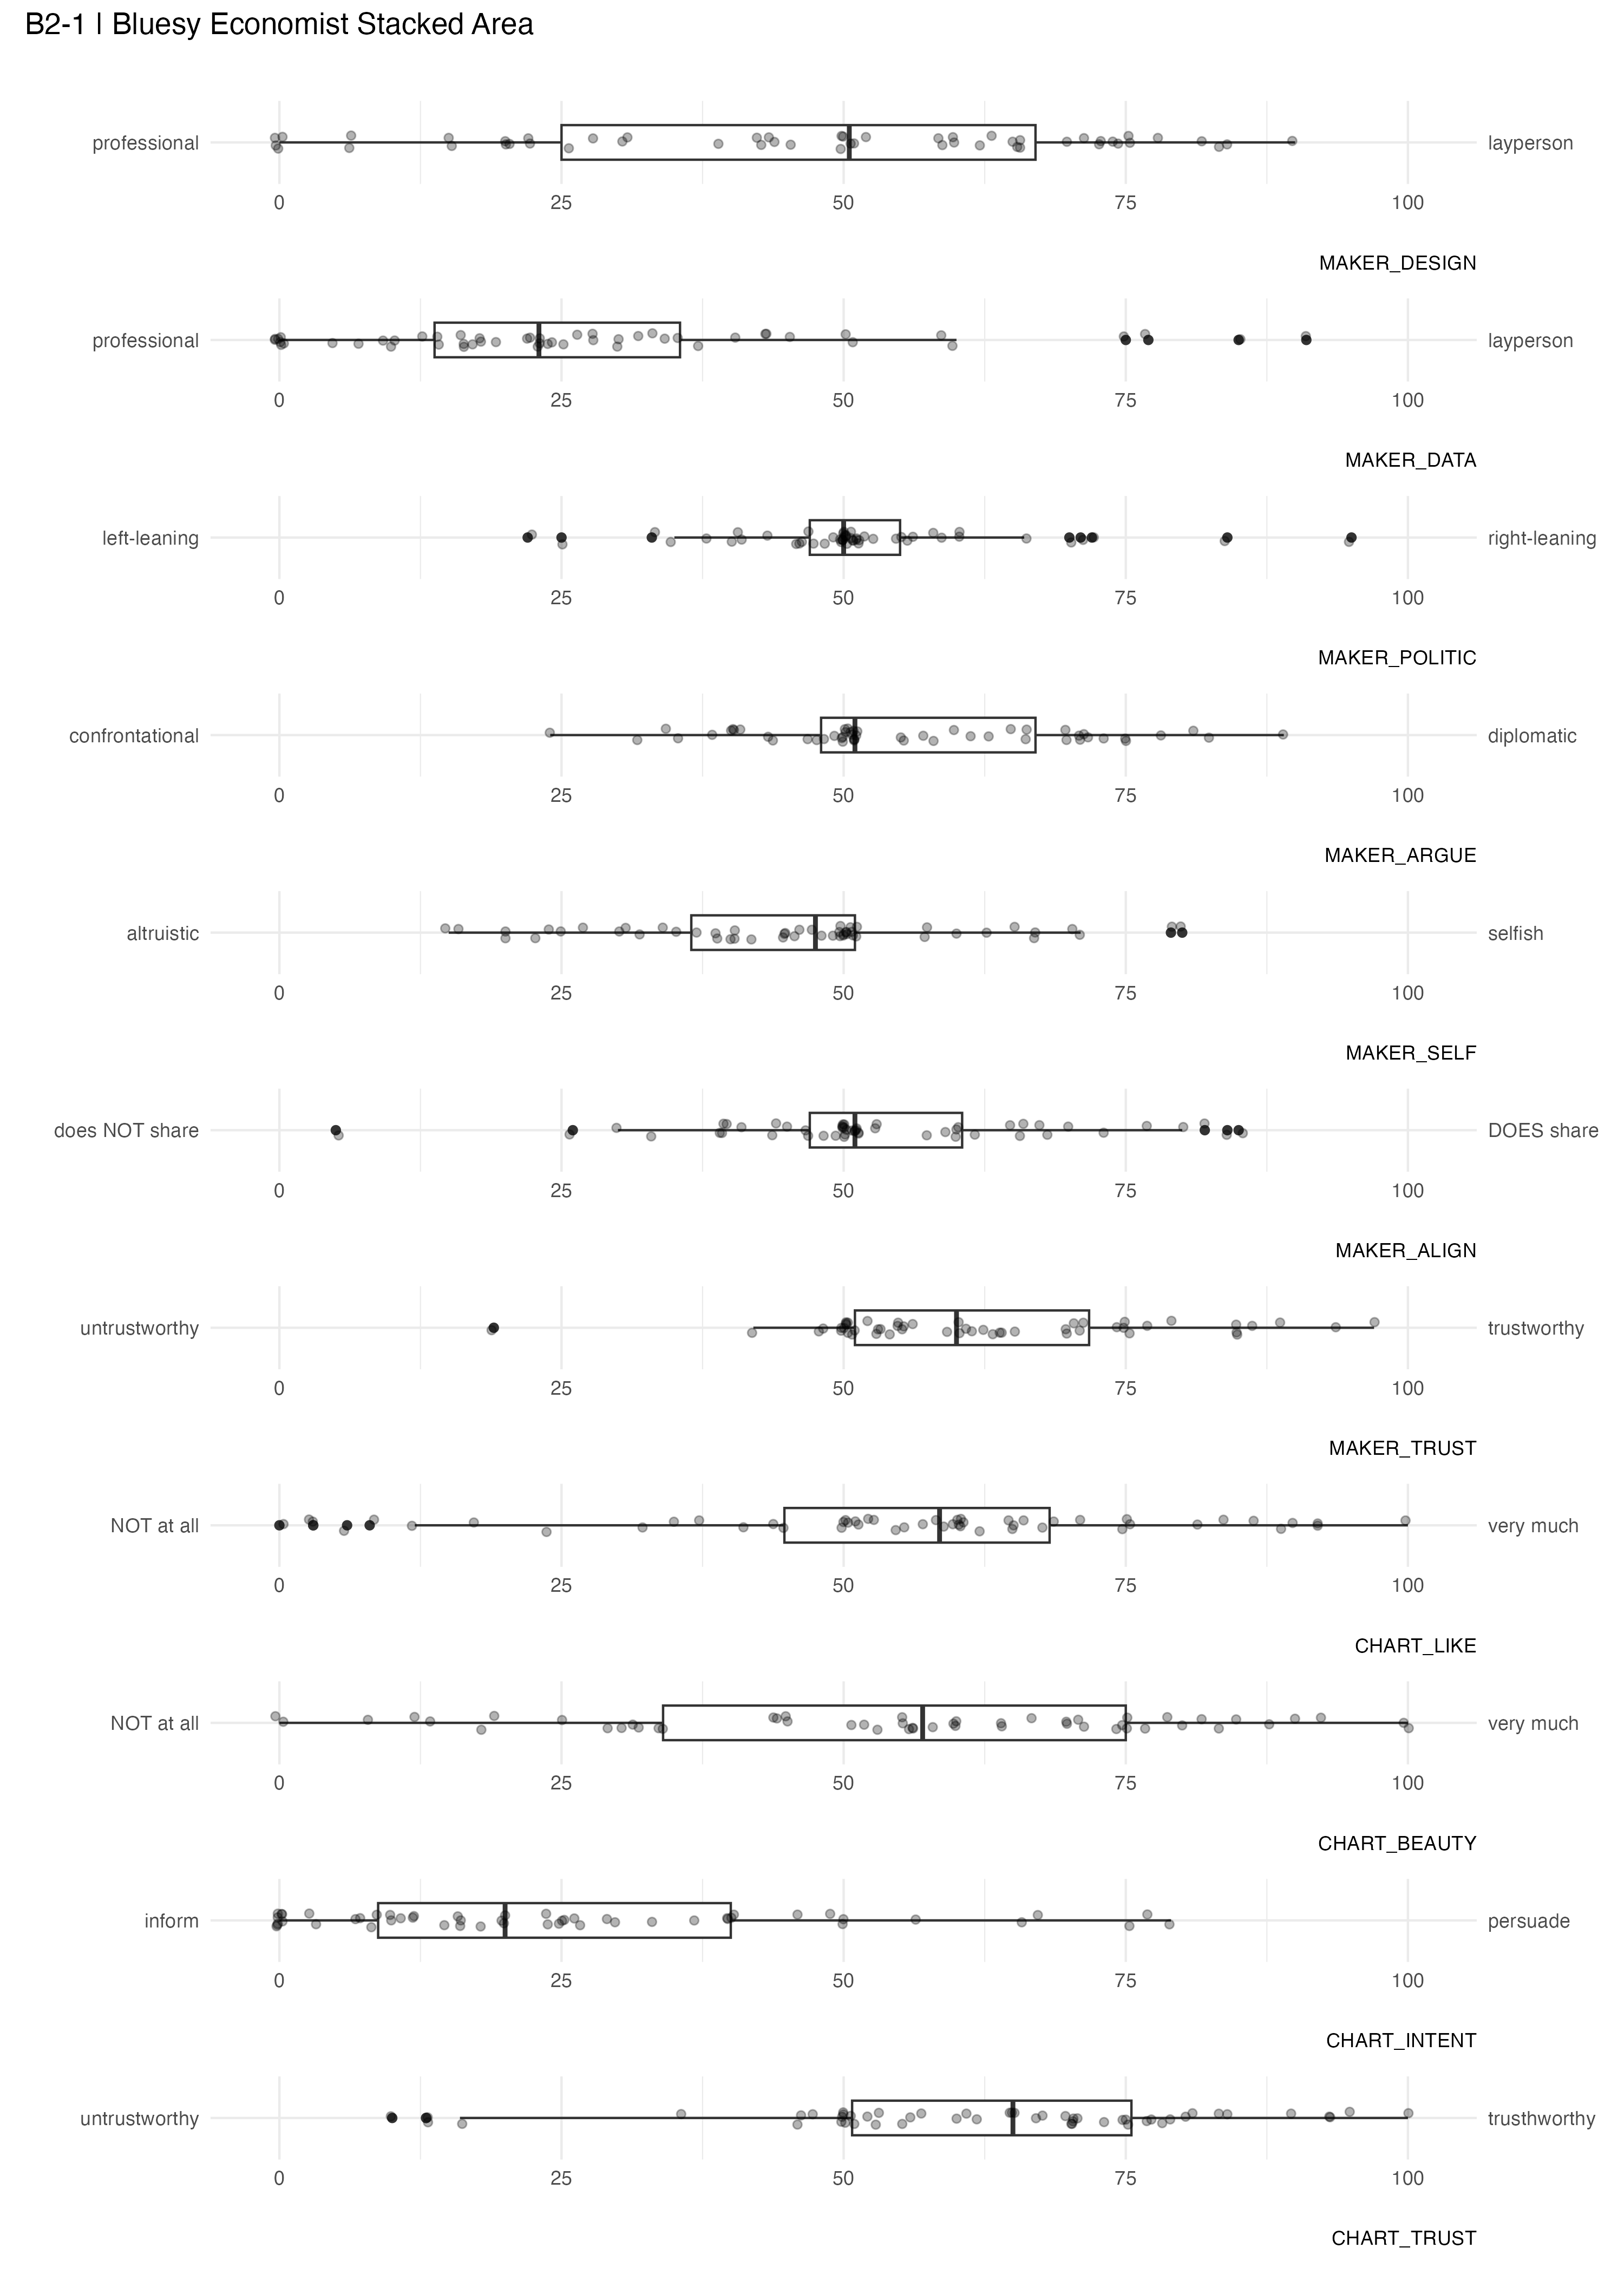 B2-1 | Bluesy Economist Stacked Area
professional layperson
0 25 50 75 100
MAKER_DESIGN
professional layperson
0 25 50 75 100
MAKER_DATA
left-leaning right-leaning
0 25 50 75 100
MAKER_POLITIC
confrontational diplomatic
0 25 50 75 100
MAKER_ARGUE
altruistic selfish
0 25 50 75 100
MAKER_SELF
does NOT share DOES share
0 25 50 75 100
MAKER_ALIGN
untrustworthy trustworthy
0 25 50 75 100
MAKER_TRUST
NOT at all very much
0 25 50 75 100
CHART_LIKE
NOT at all very much
0 25 50 75 100
CHART_BEAUTY
inform persuade
0 25 50 75 100
CHART_INTENT
untrustworthy trusthworthy
0 25 50 75 100
CHART_TRUST